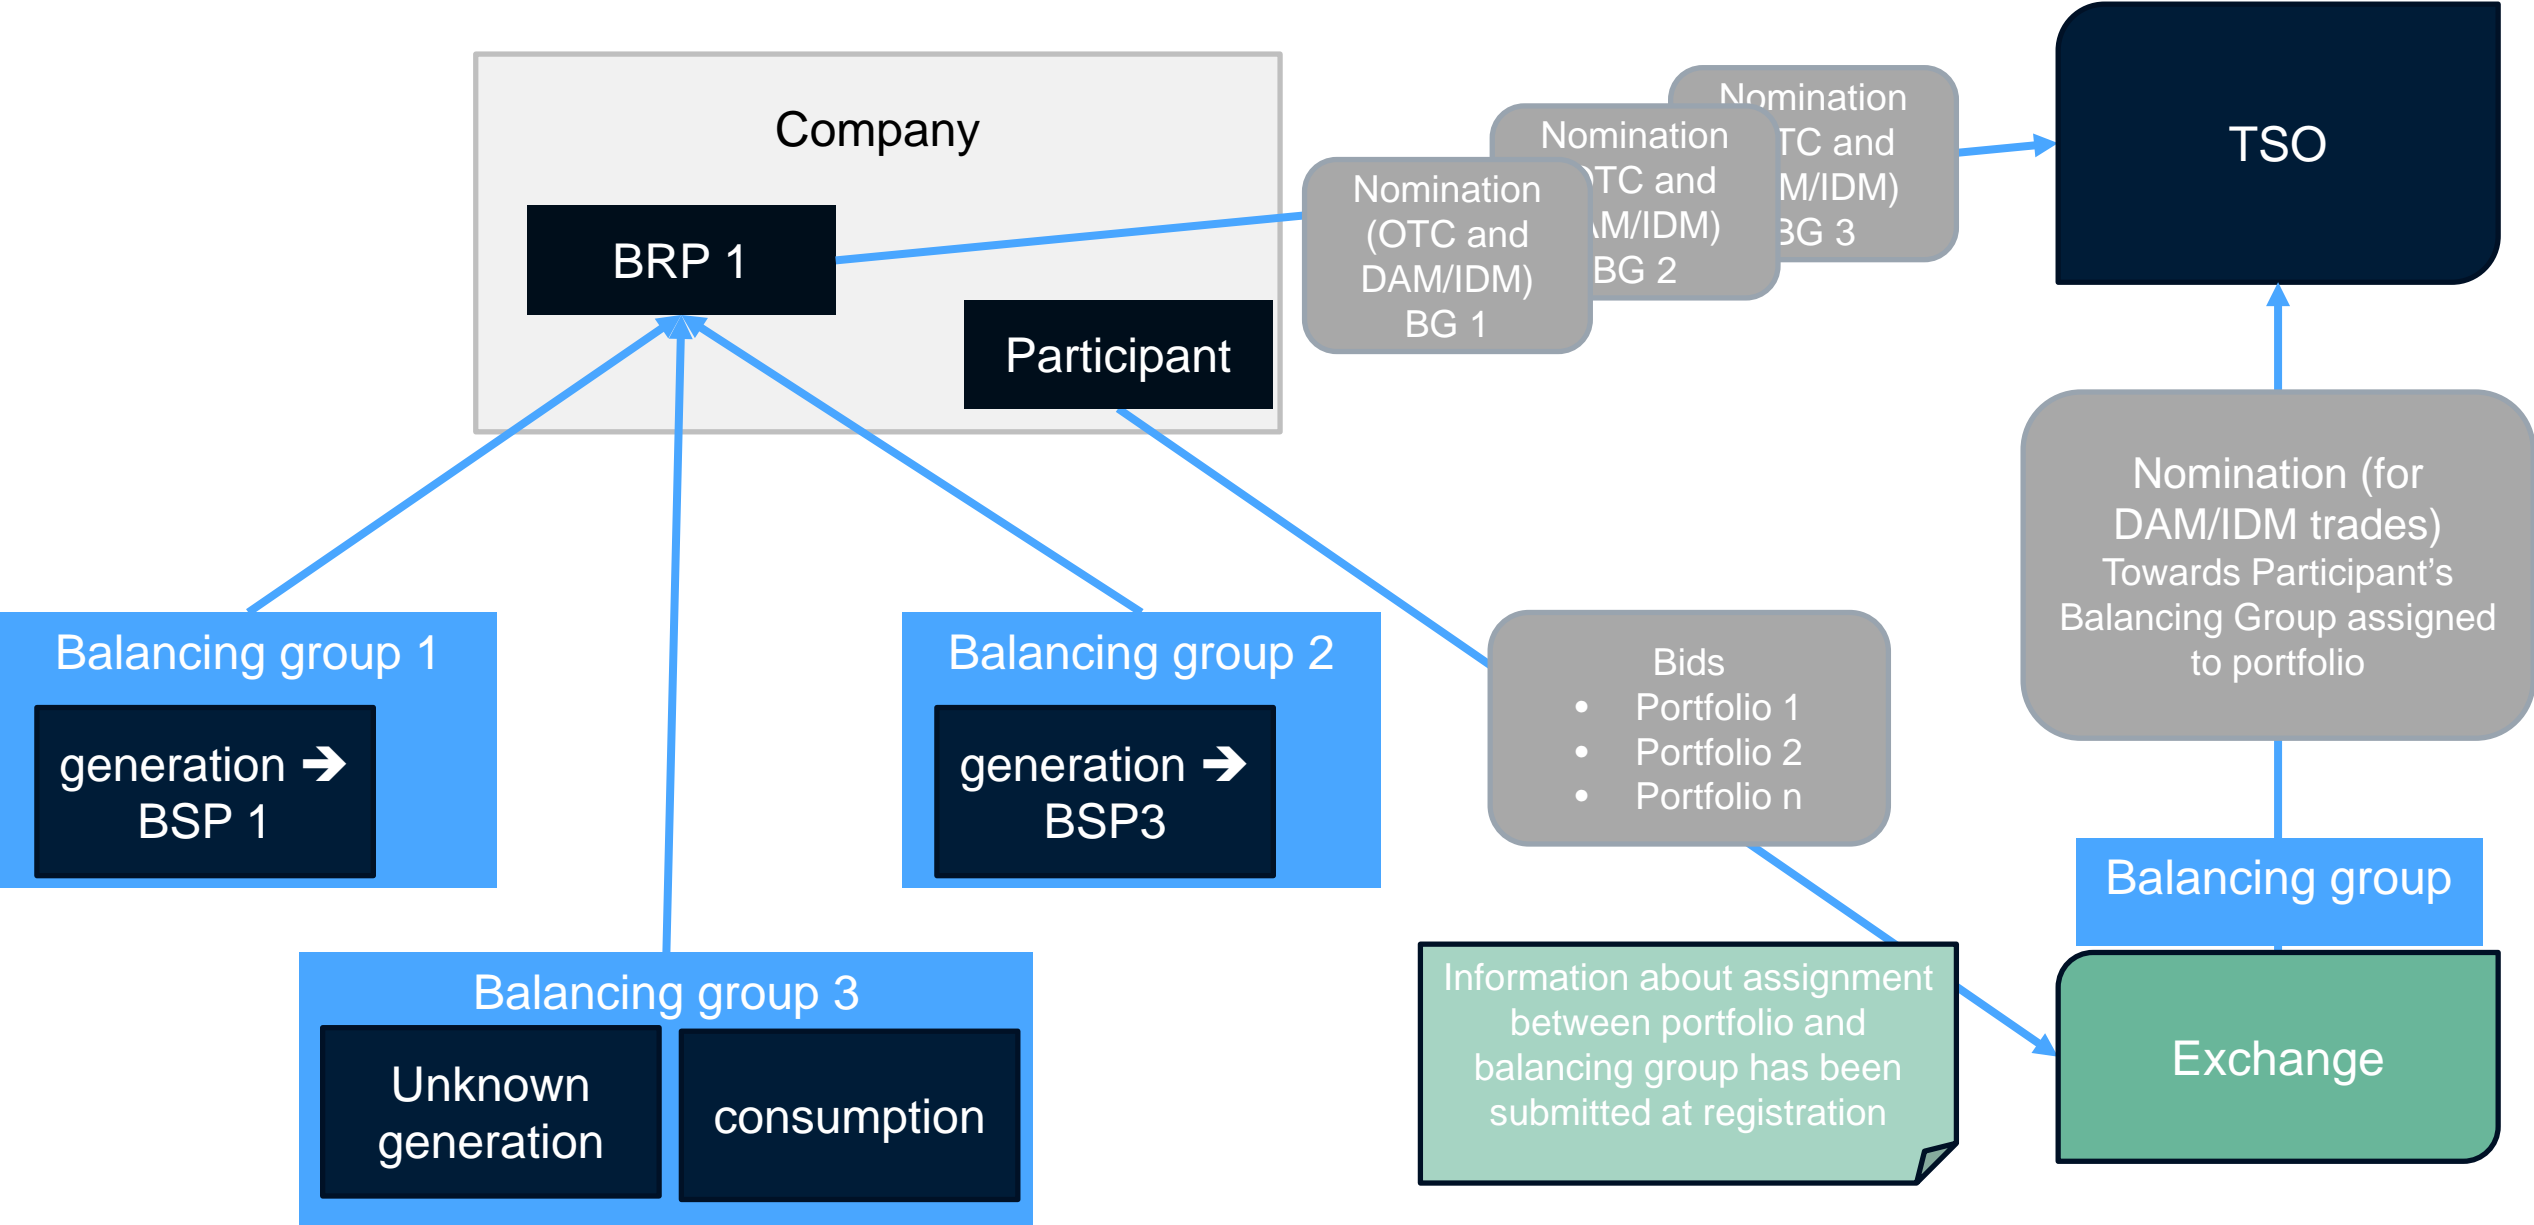 Company
BRP 1
Participant
Nomination
(OTC and
DAM/IDM)
BG 1
Nomination
TC and
M/IDM)
BG 2
Nomination
TC and
M/IDM)
BG 3
TSO
Nomination (for
DAM/IDM trades)
Towards Participant’s
Balancing Group assigned
to portfolio
Balancing group 1
generation ➔
BSP 1
Balancing group 2
generation ➔
BSP3
Bids
• Portfolio 1
• Portfolio 2
• Portfolio n
Balancing group
Balancing group 3
Unknown
generation
consumption
Information about assignment
between portfolio and
balancing group has been
submitted at registration
Exchange